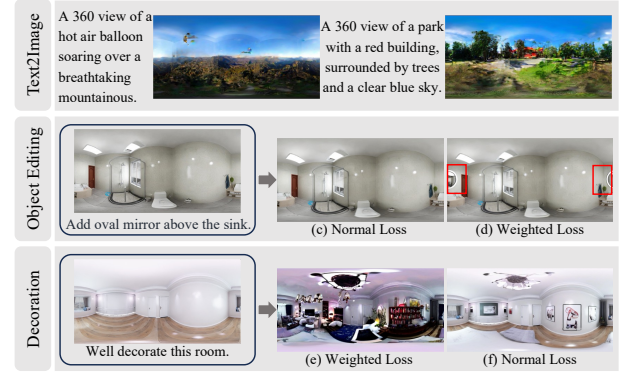 Text2Image
A 360 view of a
hot air balloon
soaring over a
breathtaking
mountainous.
A 360 view of a park
with a red building,
surrounded by trees
and a clear blue sky.
Object Editing
Add oval mirror above the sink.
(c) Normal Loss
(d) Weighted Loss
Decoration
Well decorate this room.
(e) Weighted Loss
(f) Normal Loss